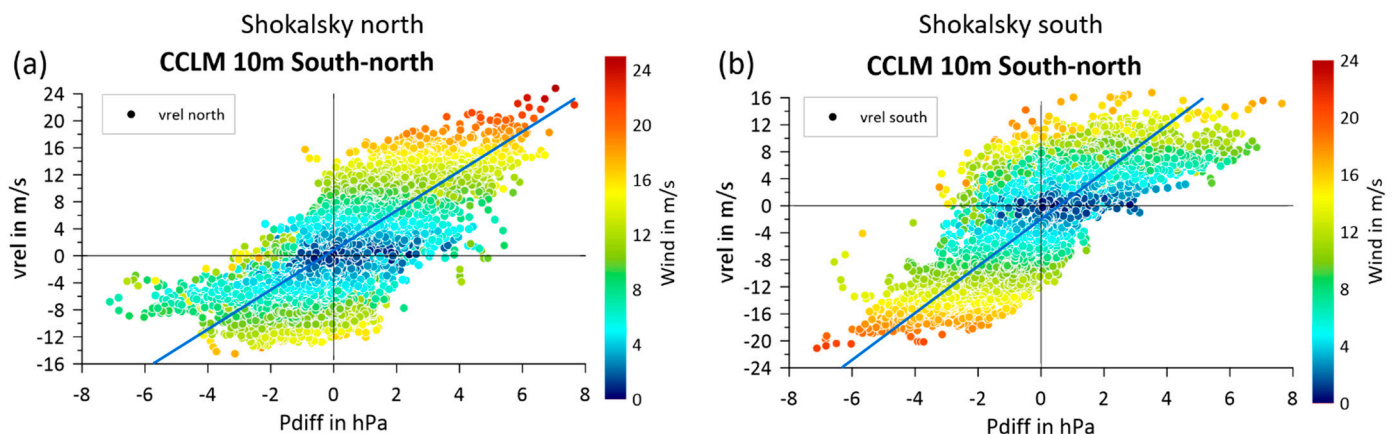 Shokalsky north
(a)
CCLM 10m South-north
vrel in m/s
24
20
16
12
8
4
0
-4
-8
-12
-16
vrel north
-8 -6 -4 -2 0 2 4 6 8
Pdiff in hPa
24
20
16
12
8
4
0
Wind in m/s
Shokalsky south
(b)
CCLM 10m South-north
vrel in m/s
16
12
8
4
0
-4
-8
-12
-16
-20
-24
vrel south
-8 -6 -4 -2 0 2 4 6 8
Pdiff in hPa
24
20
16
12
8
4
0
Wind in m/s